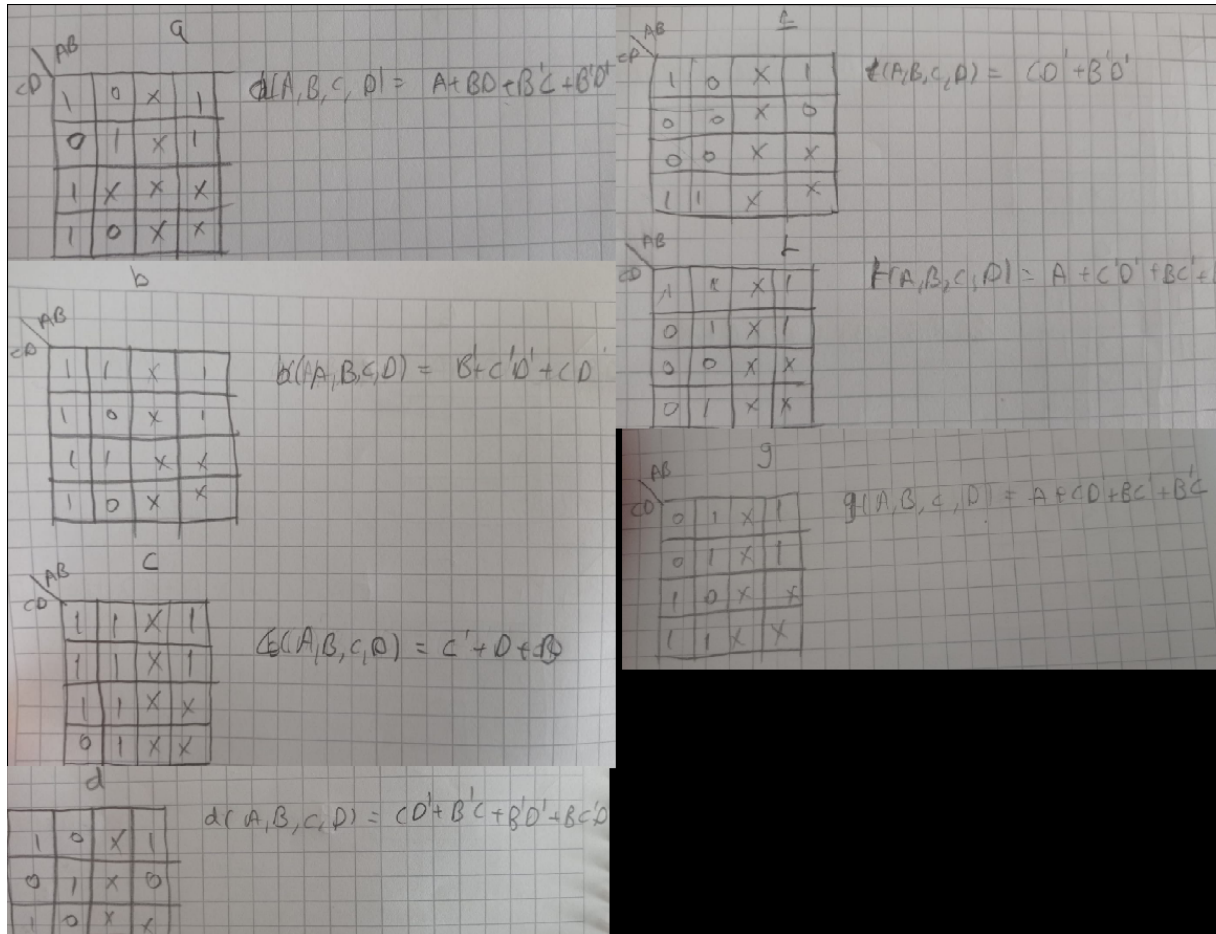 a
AB
CD
1 0 x 1
0 1 x 1
1 x x x
1 0 x x
(A,B,C,D) = A+BD+B'C+B'D'
b
AB
CD
1 1 x 1
1 0 x 1
1 1 x x
1 0 x x
b(A,B,C,D) = B'+C'D'+CD
C
AB
CD
1 1 x 1
1 1 x 1
1 1 x x
0 1 x x
(A,B,C,D) = C'+D+B
d
1 0 x 1
0 1 x 0
1 0 x x
d(A,B,C,D) = CD'+B'C+B'D'+BC'D
AB
CD
1 0 x 1
0 0 x 0
0 0 x x
1 1 x x
(A,B,C,D) = CD'+B'D'
AB
CD
1 1 x 1
0 1 x 1
0 0 x x
0 1 x x
f(A,B,C,D) = A+C'D'+BC'+
g
AB
CD
0 1 x 1
0 1 x 1
1 0 x x
1 1 x x
g(A,B,C,D) = A+CD'+BC'+B'C